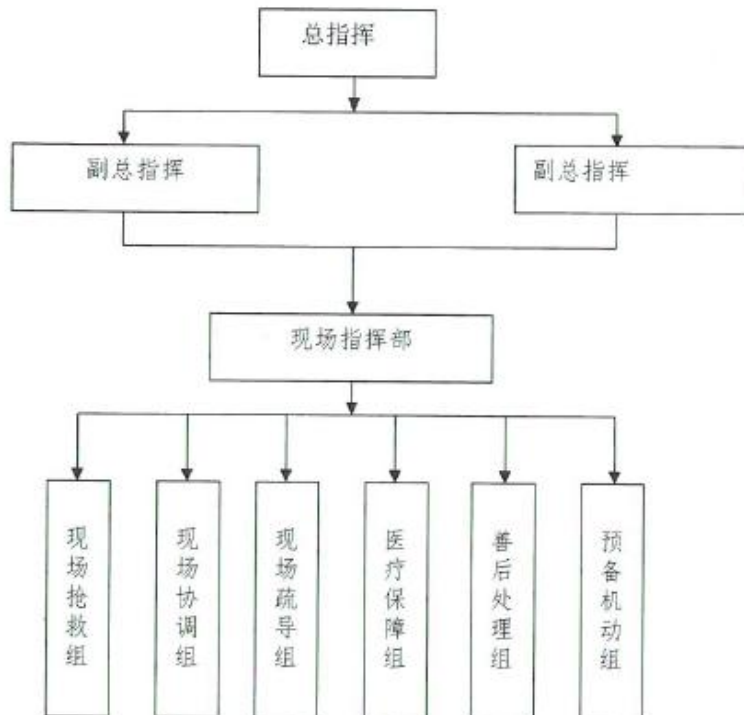 总指挥
副总指挥
副总指挥
现场指挥部
现场抢救组
现场协调组
现场疏导组
医疗保障组
善后处理组
预备机动组